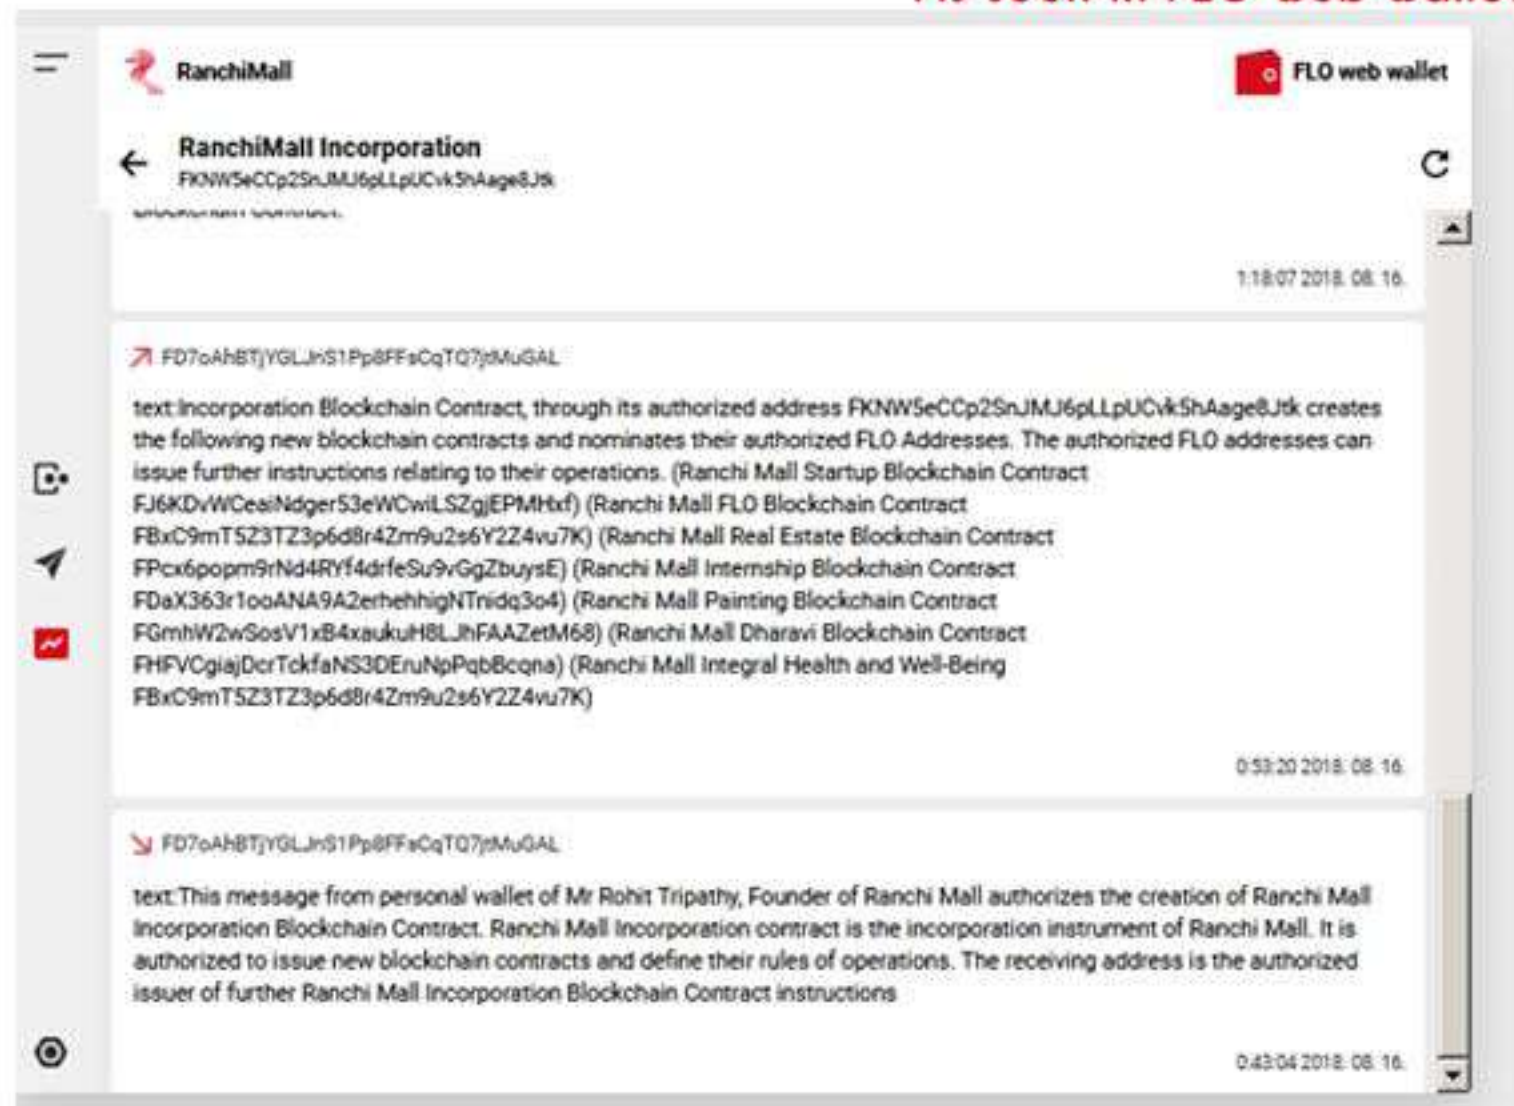 RanchiMall
FLO web wallet
RanchiMall Incorporation
FKNW5eCCp2SnJMJ6pLLpUCvk5hAage8Jtk
Blockchain Contract.
1:18:07 2018. 08. 16.
FD7oAhBTjYGLJnS1Pp8FFsCqTQ7jtMuGAL
text:Incorporation Blockchain Contract, through its authorized address FKNW5eCCp2SnJMJ6pLLpUCvk5hAage8Jtk creates
the following new blockchain contracts and nominates their authorized FLO Addresses. The authorized FLO addresses can
issue further instructions relating to their operations. (Ranchi Mall Startup Blockchain Contract
FJ6KDvWCeaiNdger53eWCwiLSZgjEPMHxf) (Ranchi Mall FLO Blockchain Contract
FBxC9mT5Z3TZ3p6d8r4Zm9u2s6Y2Z4vu7K) (Ranchi Mall Real Estate Blockchain Contract
FPcx6popm9rNd4RYf4drfeSu9vGgZbuysE) (Ranchi Mall Internship Blockchain Contract
FDaX363r1ooANA9A2erhehhigNTnidq3o4) (Ranchi Mall Painting Blockchain Contract
FGmhW2wSosV1xB4xaukuH8LJhFAAZetM68) (Ranchi Mall Dharavi Blockchain Contract
FHFVCgiajDcrTckfaNS3DEruNpPqbBcqna) (Ranchi Mall Integral Health and Well-Being
FBxC9mT5Z3TZ3p6d8r4Zm9u2s6Y2Z4vu7K)
0:53:20 2018. 08. 16.
FD7oAhBTjYGLJnS1Pp8FFsCqTQ7jtMuGAL
text:This message from personal wallet of Mr Rohit Tripathy, Founder of Ranchi Mall authorizes the creation of Ranchi Mall
Incorporation Blockchain Contract. Ranchi Mall Incorporation contract is the incorporation instrument of Ranchi Mall. It is
authorized to issue new blockchain contracts and define their rules of operations. The receiving address is the authorized
issuer of further Ranchi Mall Incorporation Blockchain Contract instructions
0:43:04 2018. 08. 16.